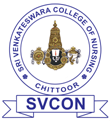 SRI VENKATESWARA COLLEGE OF NURSING
CHITTOOR
SVCON